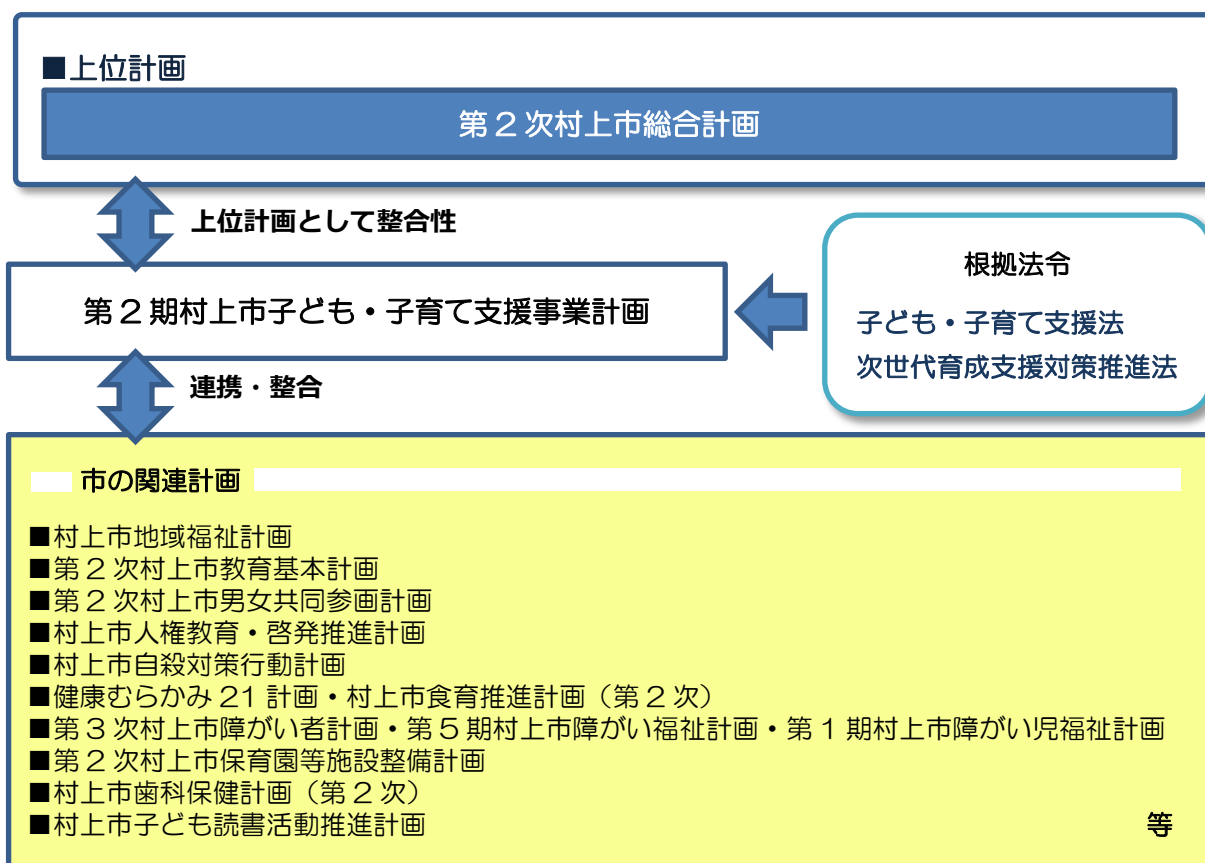 ■上位計画
第2次村上市総合計画
上位計画として整合性
第2期村上市子ども・子育て支援事業計画
根拠法令
子ども・子育て支援法
次世代育成支援対策推進法
連携・整合
市の関連計画
■村上市地域福祉計画
■第2次村上市教育基本計画
■第2次村上市男女共同参画計画
■村上市人権教育・啓発推進計画
■村上市自殺対策行動計画
■健康むらかみ21計画・村上市食育推進計画（第2次）
■第3次村上市障がい者計画・第5期村上市障がい福祉計画・第1期村上市障がい児福祉計画
■第2次村上市保育園等施設整備計画
■村上市歯科保健計画（第2次）
■村上市子ども読書活動推進計画 等